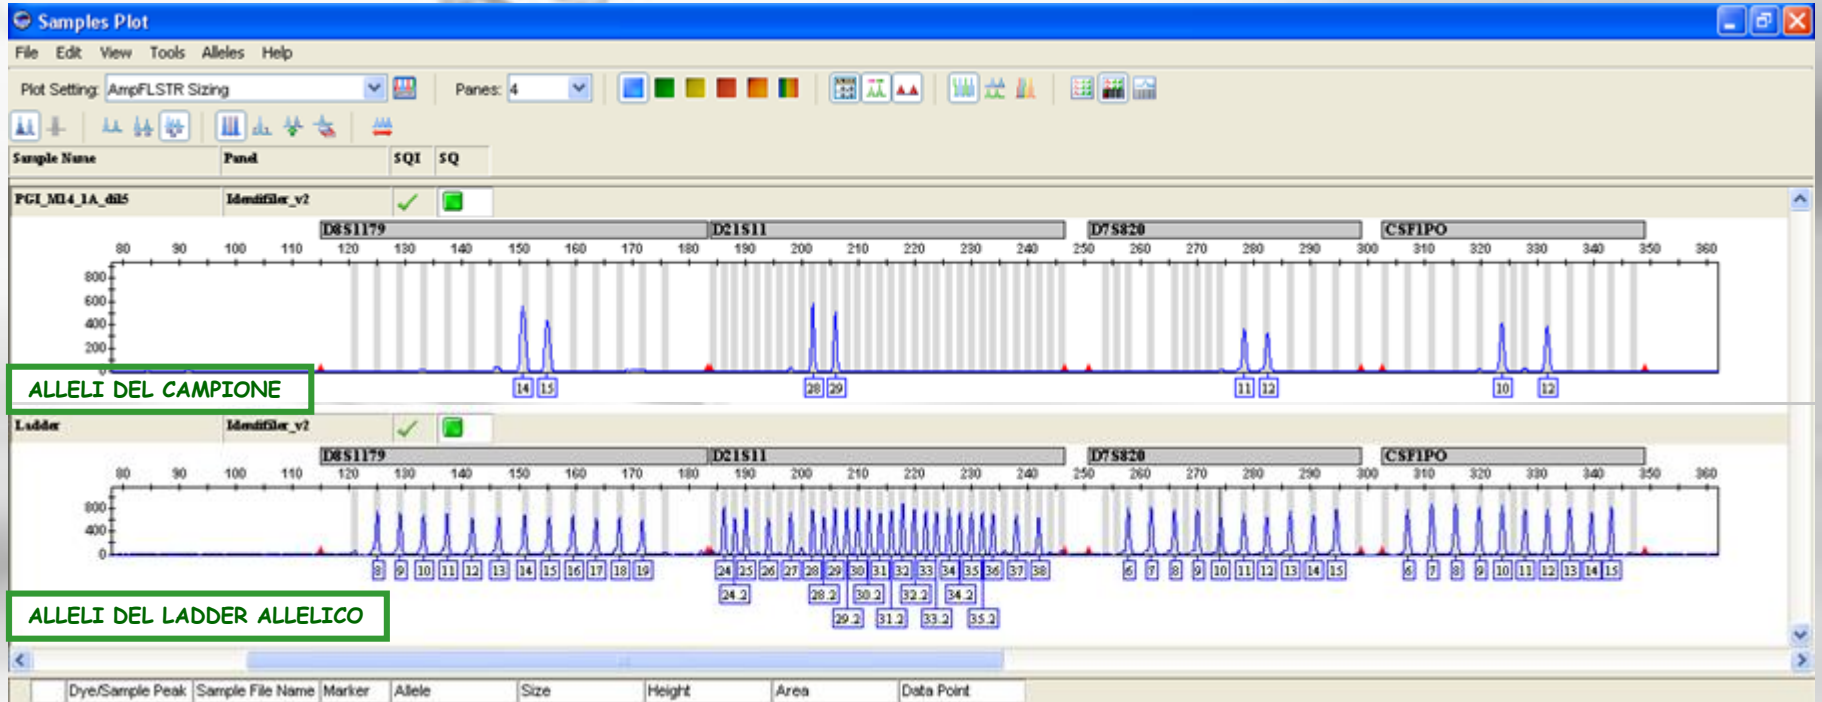 Samples Plot
File Edit View Tools Alleles Help
Plot Setting: AmpFLSTR Sizing Panes: 4
Sample Name Panel SQI SQ
PGI_M14_1A_dil5 Identifiler_v2
D8S1179 D21S11 D7S820 CSF1PO
80 90 100 110 120 130 140 150 160 170 180 190 200 210 220 230 240 250 260 270 280 290 300 310 320 330 340 350 360
800
600
400
200
0
ALLELI DEL CAMPIONE
14 15 28 29 11 12 10 12
Ladder Identifiler_v2
D8S1179 D21S11 D7S820 CSF1PO
80 90 100 110 120 130 140 150 160 170 180 190 200 210 220 230 240 250 260 270 280 290 300 310 320 330 340 350 360
800
400
0
8 9 10 11 12 13 14 15 16 17 18 19 24 25 26 27 28 29 30 31 32 33 34 35 36 37 38 6 7 8 9 10 11 12 13 14 15 6 7 8 9 10 11 12 13 14 15
24.2 28.2 30.2 32.2 34.2
29.2 31.2 33.2 35.2
ALLELI DEL LADDER ALLELICO
Dye/Sample Peak Sample File Name Marker Allele Size Height Area Data Point